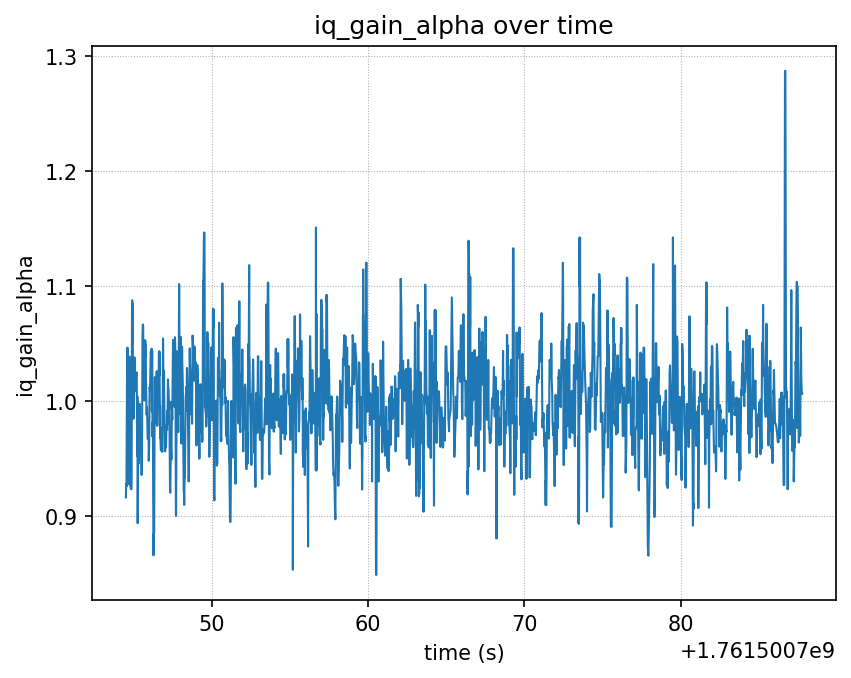 iq_gain_alpha over time
iq_gain_alpha
1.3
1.2
1.1
1.0
0.9
50 60 70 80
time (s)
+1.7615007e9